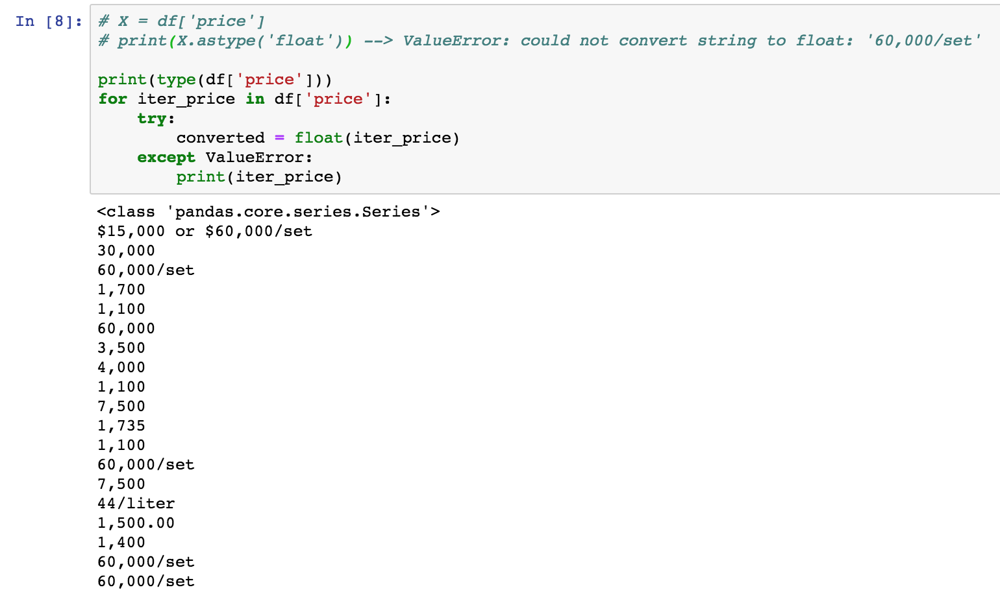 In [8]:
# X = df['price']
# print(X.astype('float')) --> ValueError: could not convert string to float: '60,000/set'
print(type(df['price']))
for iter_price in df['price']:
    try:
        converted = float(iter_price)
    except ValueError:
        print(iter_price)
<class 'pandas.core.series.Series'>
$15,000 or $60,000/set
30,000
60,000/set
1,700
1,100
60,000
3,500
4,000
1,100
7,500
1,735
1,100
60,000/set
7,500
44/liter
1,500.00
1,400
60,000/set
60,000/set